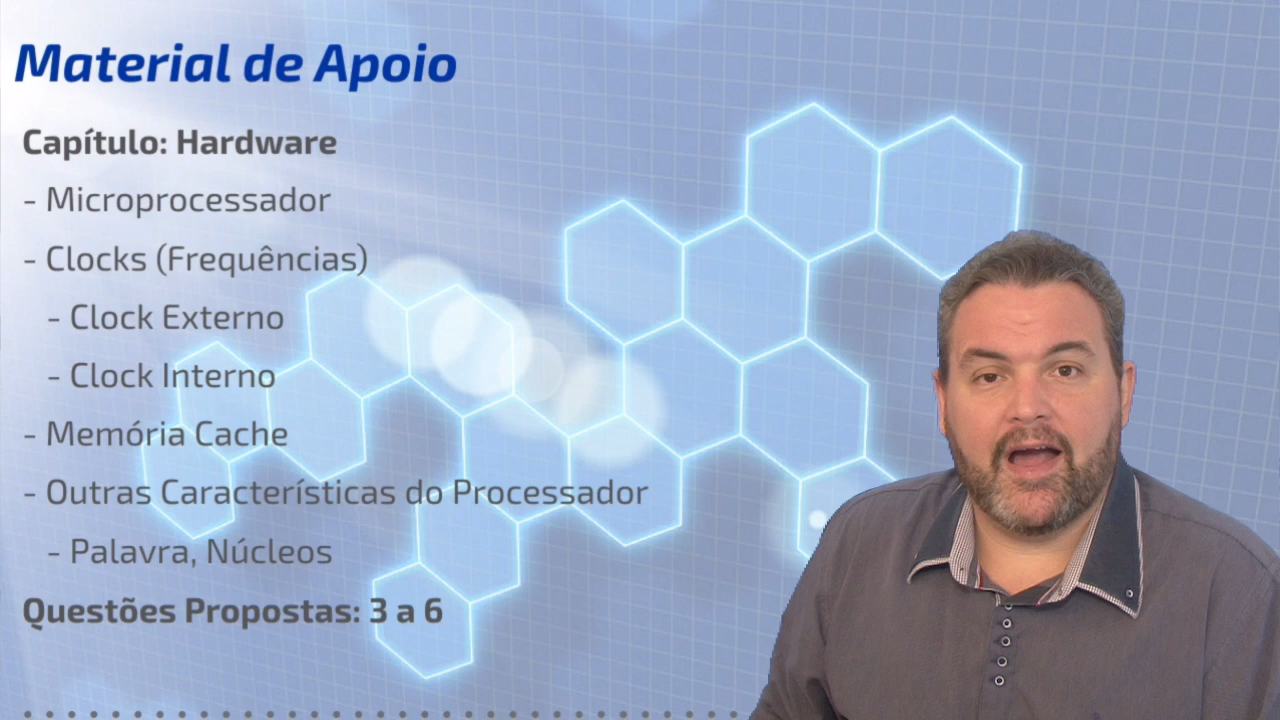 Material de Apoio
Capítulo: Hardware
- Microprocessador
- Clocks (Frequências)
- Clock Externo
- Clock Interno
- Memória Cache
- Outras Características do Processador
- Palavra, Núcleos
Questões Propostas: 3 a 6